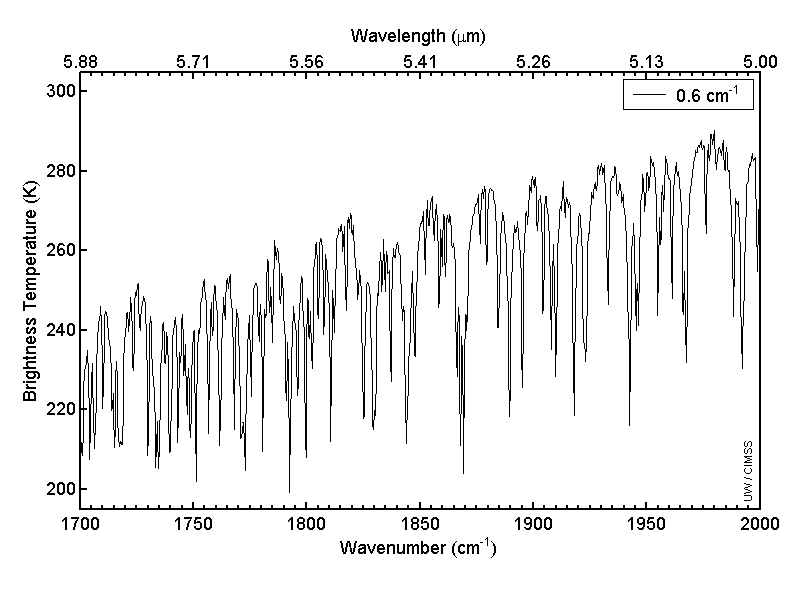 Wavelength (μm)
5.88 5.71 5.56 5.41 5.26 5.13 5.00
0.6 cm-1
300
280
260
240
220
200
Brightness Temperature (K)
UW / CIMSS
1700 1750 1800 1850 1900 1950 2000
Wavenumber (cm-1)